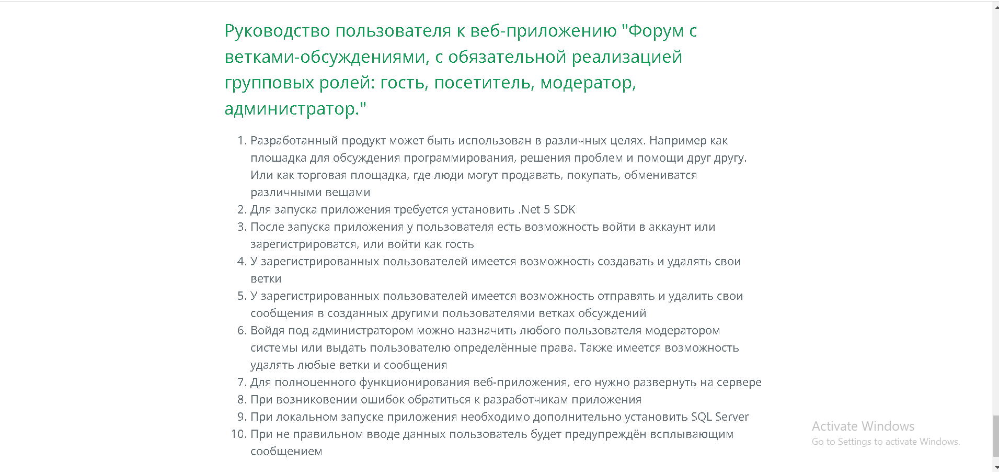 Руководство пользователя к веб-приложению "Форум с
ветками-обсуждениями, с обязательной реализацией
групповых ролей: гость, посетитель, модератор,
администратор."
1. Разработанный продукт может быть использован в различных целях. Например как
площадка для обсуждения программирования, решения проблем и помощи друг другу.
Или как торговая площадка, где люди могут продавать, покупать, обмениватся
различными вещами
2. Для запуска приложения требуется установить .Net 5 SDK
3. После запуска приложения у пользователя есть возможность войти в аккаунт или
зарегистрироватся, или войти как гость
4. У зарегистрированных пользователей имеется возможность создавать и удалять свои
ветки
5. У зарегистрированных пользователей имеется возможность отправять и удалить свои
сообщения в созданных другими пользователями ветках обсуждений
6. Войдя под администратором можно назначить любого пользователя модератором
системы или выдать пользователю определённые права. Также имеется возможность
удалять любые ветки и сообщения
7. Для полноценного функционирования веб-приложения, его нужно развернуть на сервере
8. При возниковении ошибок обратиться к разработчикам приложения
9. При локальном запуске приложения необходимо дополнительно установить SQL Server
10. При не правильном вводе данных пользователь будет предупреждён всплывающим
сообщением
Activate Windows
Go to Settings to activate Windows.